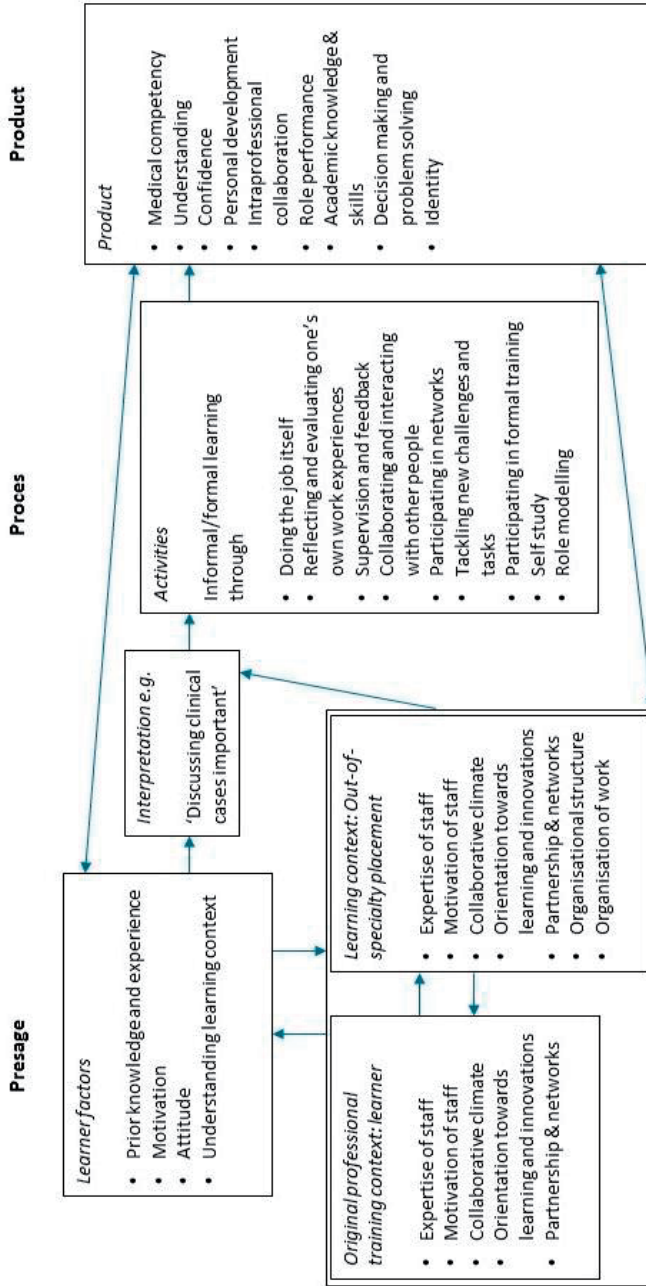 Presage
Proces
Product
Learner factors
• Prior knowledge and experience
• Motivation
• Attitude
• Understanding learning context
Original professional
training context: learner
• Expertise of staff
• Motivation of staff
• Collaborative climate
• Orientation towards
learning and innovations
• Partnership & networks
Learning context: Out-of-
specialty placement
• Expertise of staff
• Motivation of staff
• Collaborative climate
• Orientation towards
learning and innovations
• Partnership & networks
• Organisational structure
• Organisation of work
Interpretation e.g.
'Discussing clinical
cases important'
Activities
Informal/formal learning
through
• Doing the job itself
• Reflecting and evaluating one's
own work experiences
• Supervision and feedback
• Collaborating and interacting
with other people
• Participating in networks
• Tackling new challenges and
tasks
• Participating in formal training
• Self study
• Role modelling
Product
• Medical competency
• Understanding
• Confidence
• Personal development
• Intraprofessional
collaboration
• Role performance
• Academic knowledge &
skills
• Decision making and
problem solving
• Identity